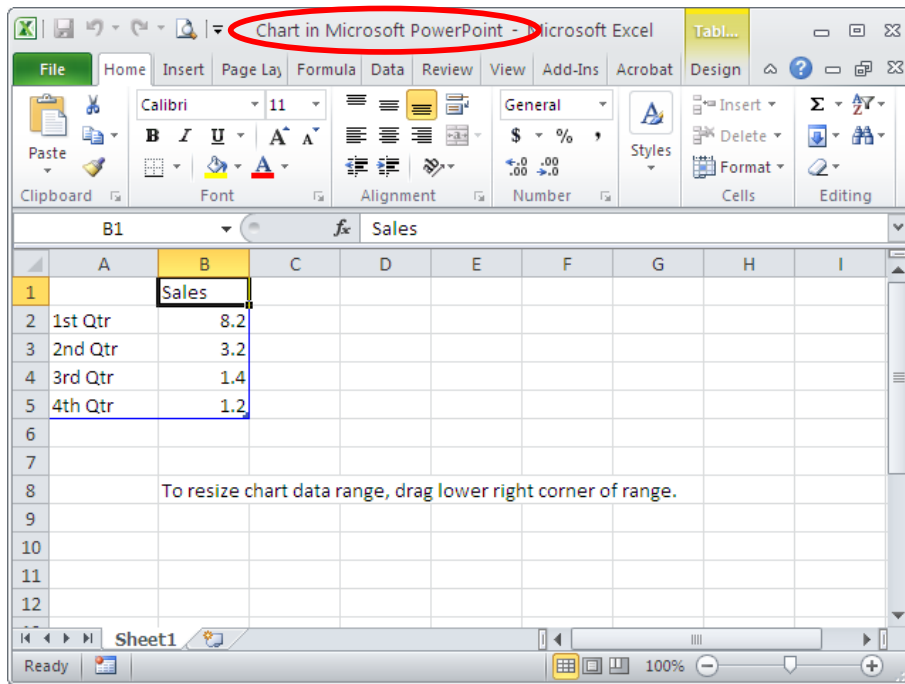 Chart in Microsoft PowerPoint - Microsoft Excel Tabl...
File Home Insert Page Lay Formula Data Review View Add-Ins Acrobat Design
Calibri 11 General Insert Σ
B I U A A $ % , Delete
Paste A .00 .00 Styles Format
Clipboard Font Alignment Number Cells Editing
B1 fx Sales
A B C D E F G H I
1 Sales
2 1st Qtr 8.2
3 2nd Qtr 3.2
4 3rd Qtr 1.4
5 4th Qtr 1.2
6
7
8 To resize chart data range, drag lower right corner of range.
9
10
11
12
Sheet1
Ready 100%